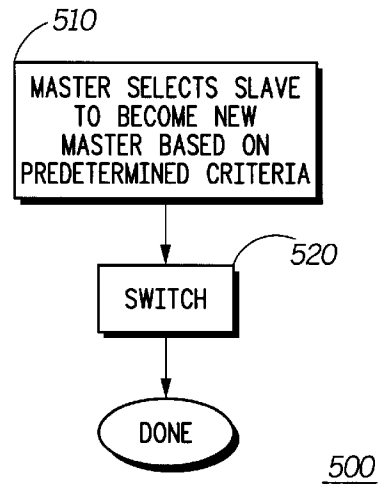 510
MASTER SELECTS SLAVE
TO BECOME NEW
MASTER BASED ON
PREDETERMINED CRITERIA
520
SWITCH
DONE
500